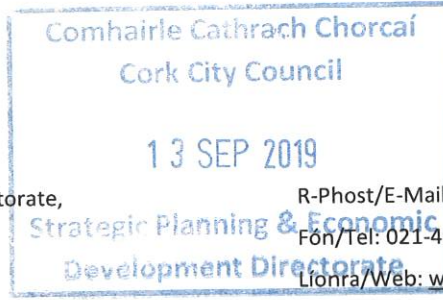 Comhairle Cathrach Chorcaí
Cork City Council
13 SEP 2019
torate,
R-Phost/E-Mail
Strategic Planning & Economic
Fón/Tel: 021-4
Development Directorate
Líonra/Web: w